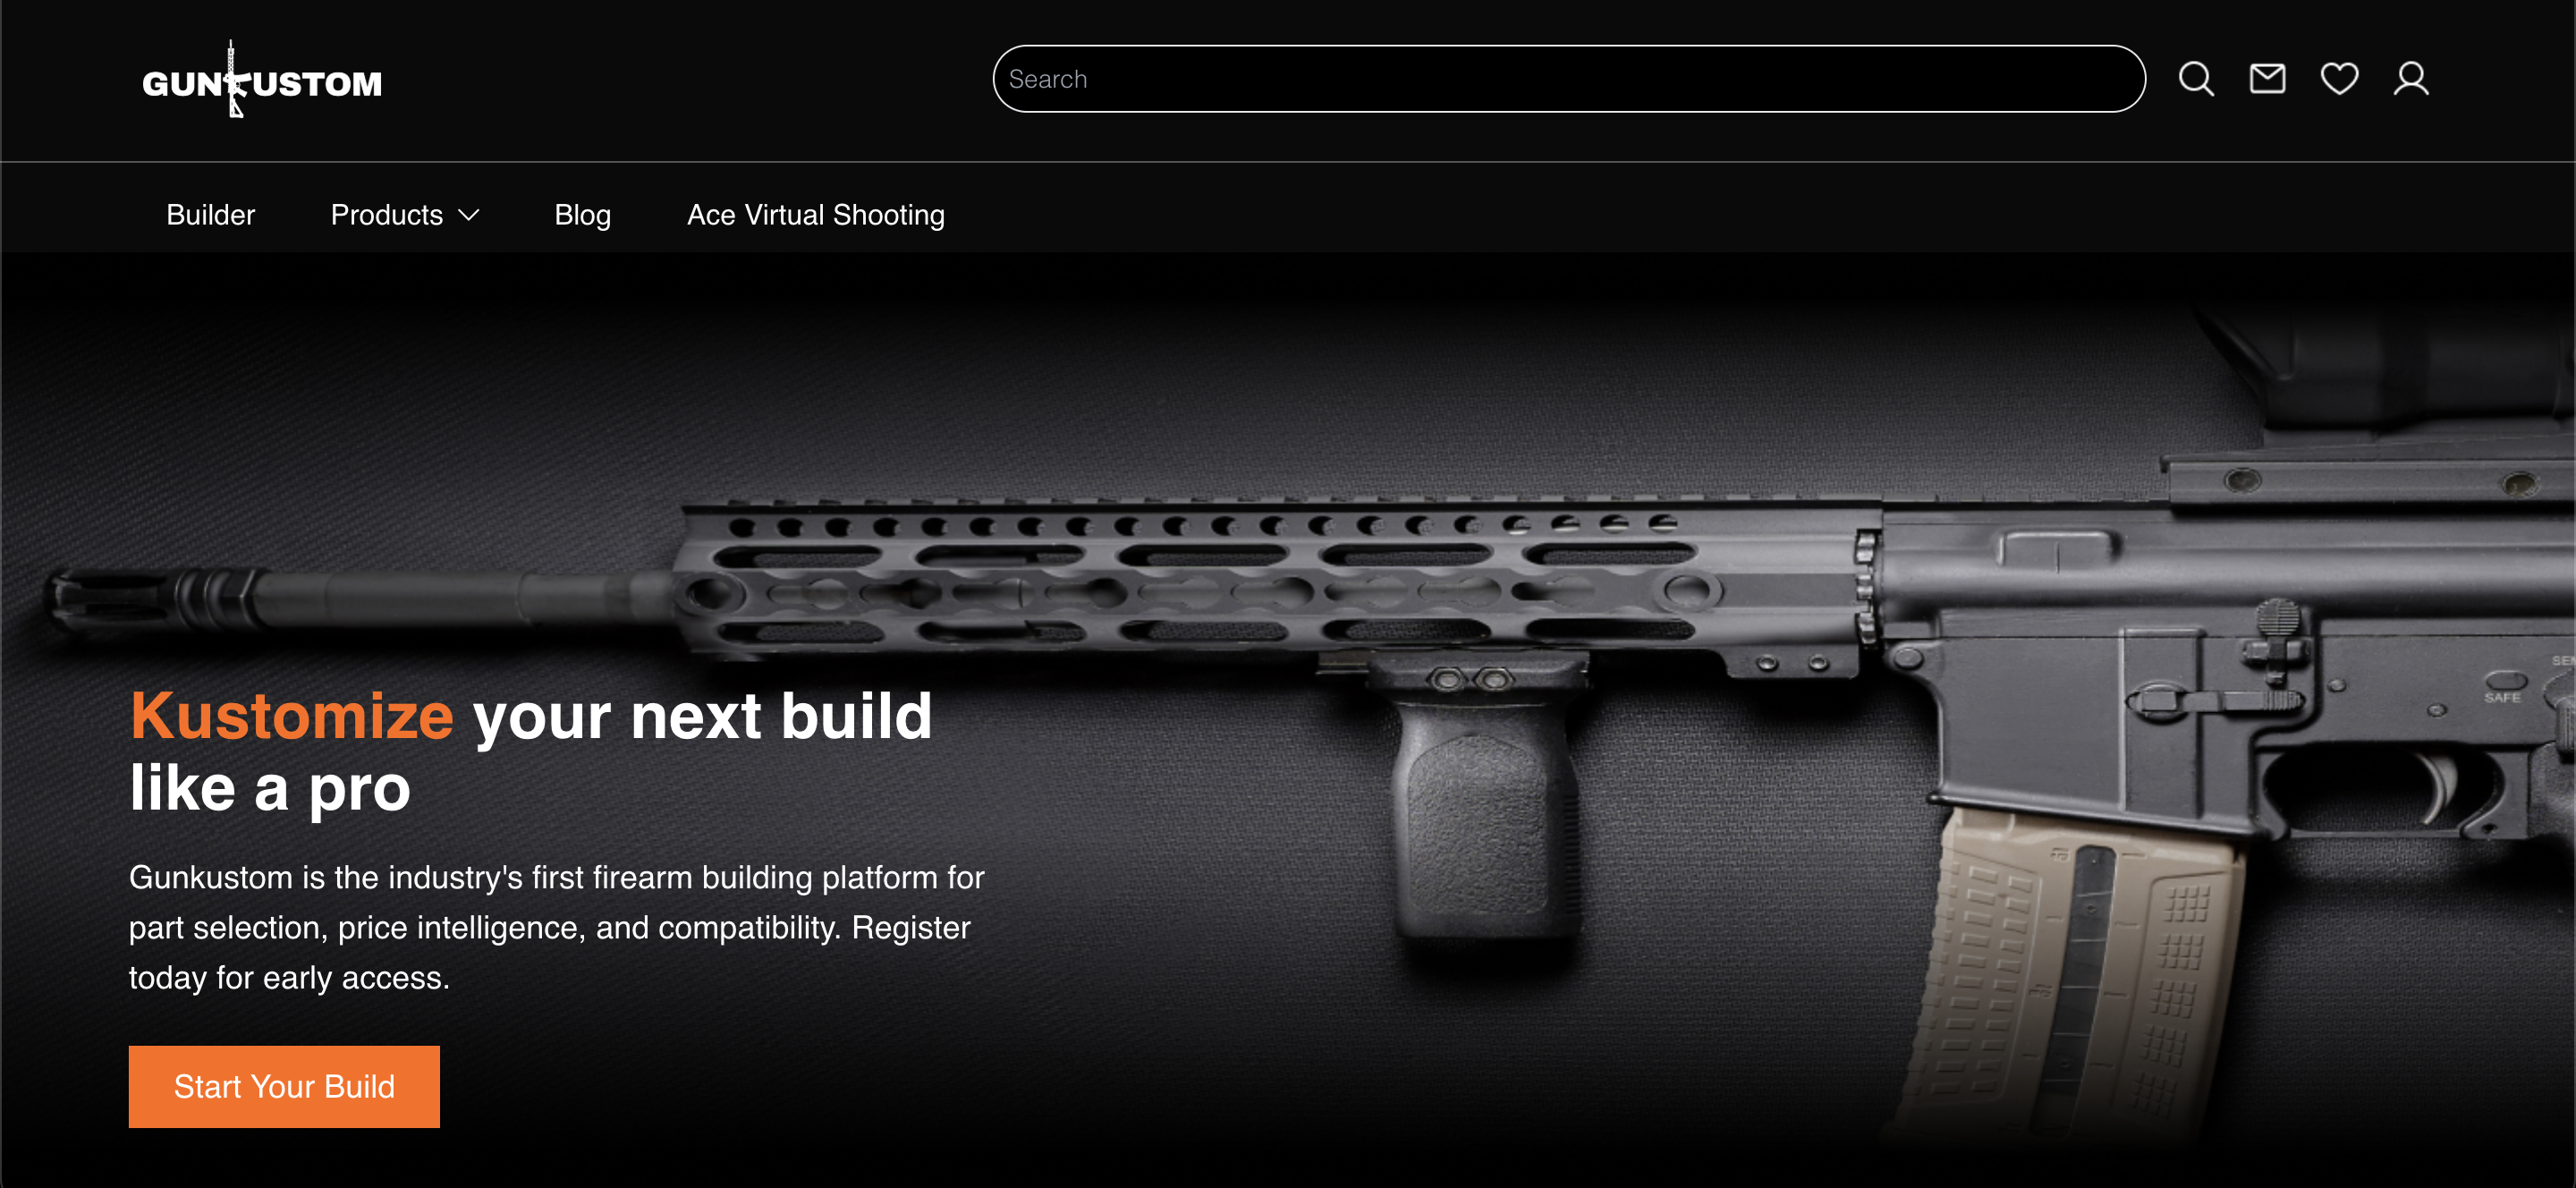 GUNKUSTOM
Search
Builder
Products
Blog
Ace Virtual Shooting
Kustomize your next build
like a pro
Gunkustom is the industry's first firearm building platform for
part selection, price intelligence, and compatibility. Register
today for early access.
Start Your Build
SAFE